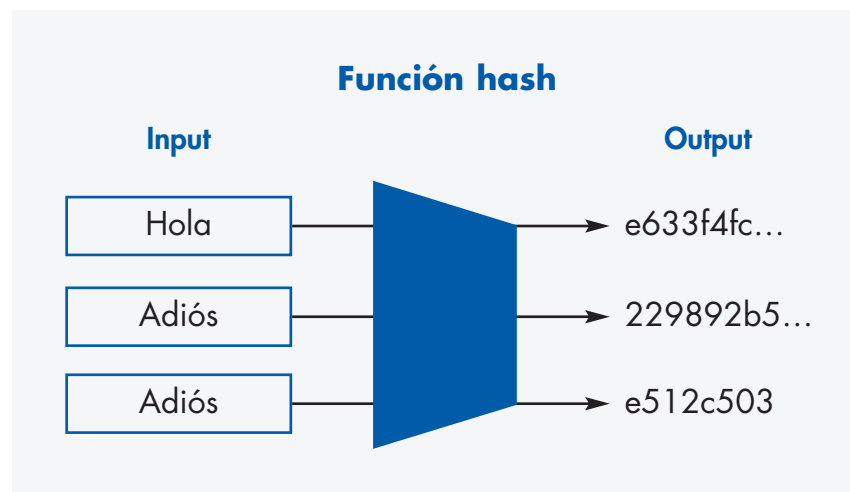 Función hash
Input Output
Hola e633f4fc...
Adiós 229892b5...
Adiós e512c503